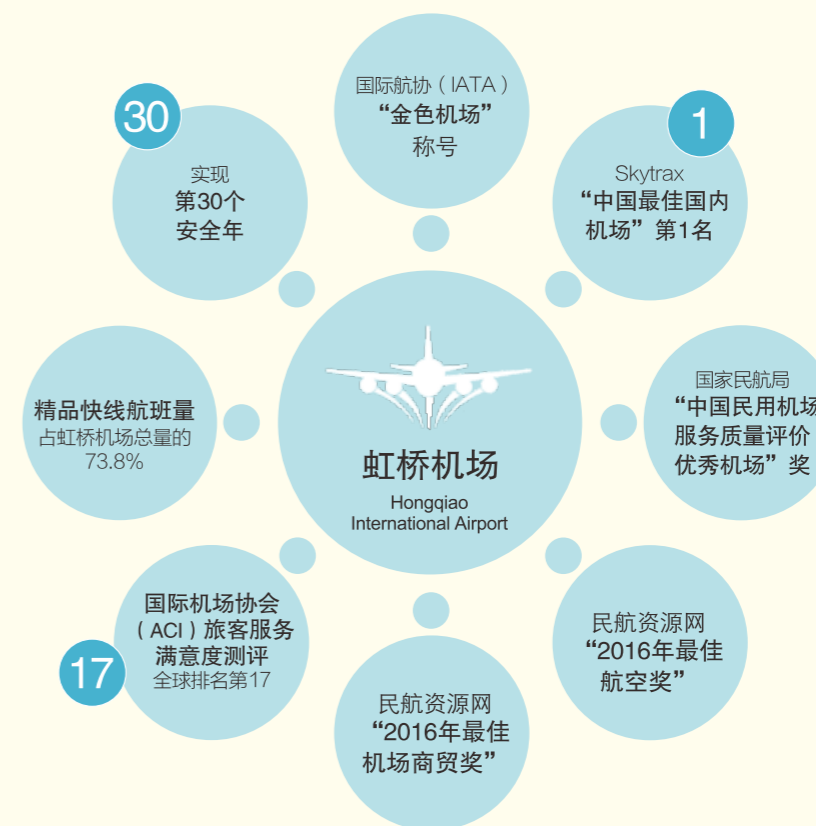 国际航协（IATA）
“金色机场”
称号
1
Skytrax
“中国最佳国内
机场”第1名
国家民航局
“中国民用机场
服务质量评价
优秀机场”奖
民航资源网
“2016年最佳
航空奖”
民航资源网
“2016年最佳
机场商贸奖”
17
国际机场协会
（ACI）旅客服务
满意度测评
全球排名第17
精品快线航班量
占虹桥机场总量的
73.8%
30
实现
第30个
安全年
虹桥机场
Hongqiao
International Airport